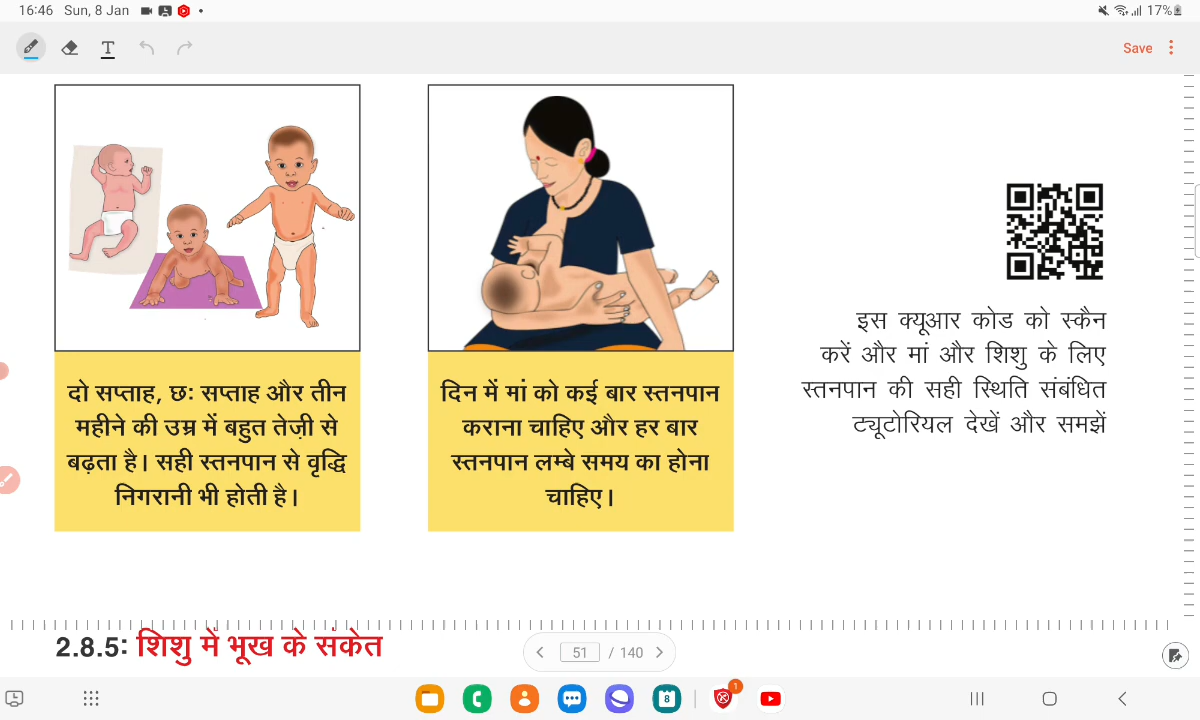 16:46 Sun, 8 Jan
17%
T
Save
दो सप्ताह, छः सप्ताह और तीन
महीने की उम्र में बहुत तेज़ी से
बढ़ता है। सही स्तनपान से वृद्धि
निगरानी भी होती है।
दिन में मां को कई बार स्तनपान
कराना चाहिए और हर बार
स्तनपान लम्बे समय का होना
चाहिए।
इस क्यूआर कोड को स्कैन
करें और मां और शिशु के लिए
स्तनपान की सही स्थिति संबंधित
ट्यूटोरियल देखें और समझें
2.8.5: शिशु में भूख के संकेत
51 / 140
8
1